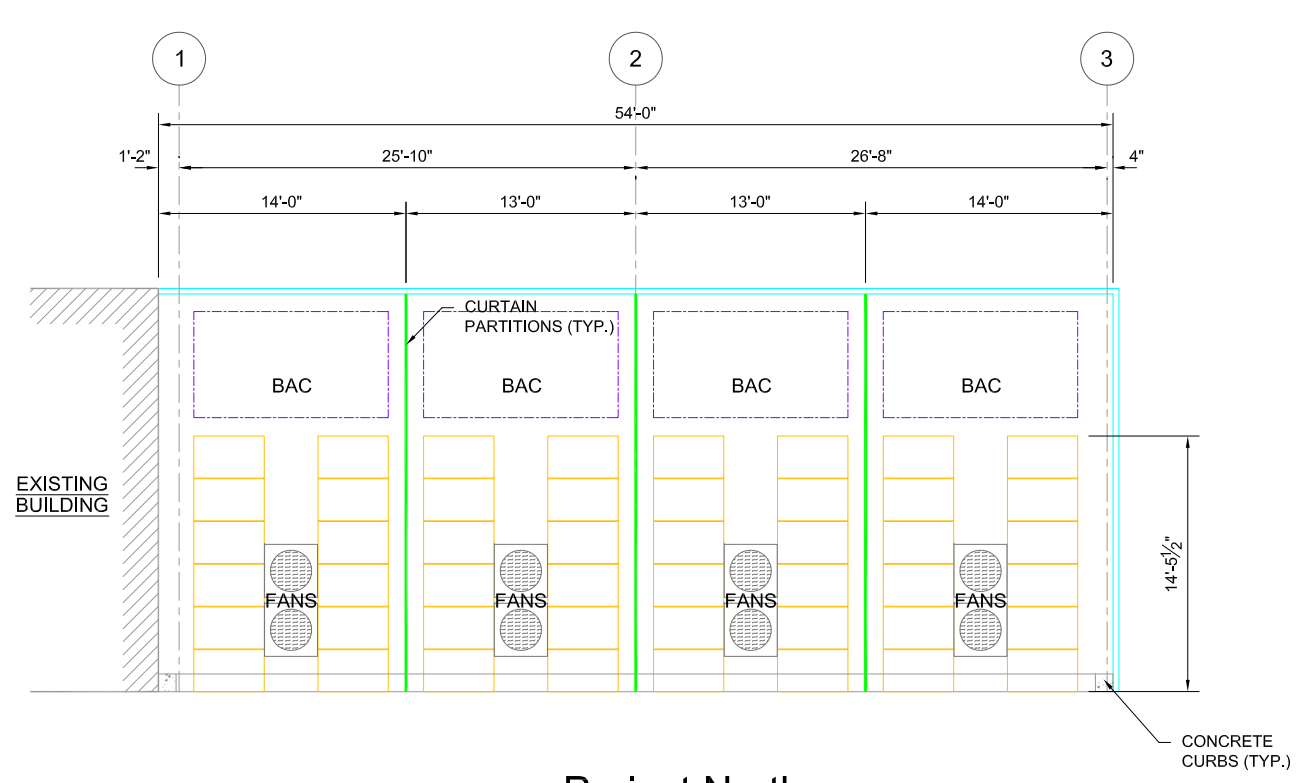 1 2 3
54'-0"
1'-2" 25'-10" 26'-8" 4"
14'-0" 13'-0" 13'-0" 14'-0"
CURTAIN
PARTITIONS (TYP.)
BAC BAC BAC BAC
EXISTING
BUILDING
14'-5½"
FANS FANS FANS FANS
CONCRETE
CURBS (TYP.)